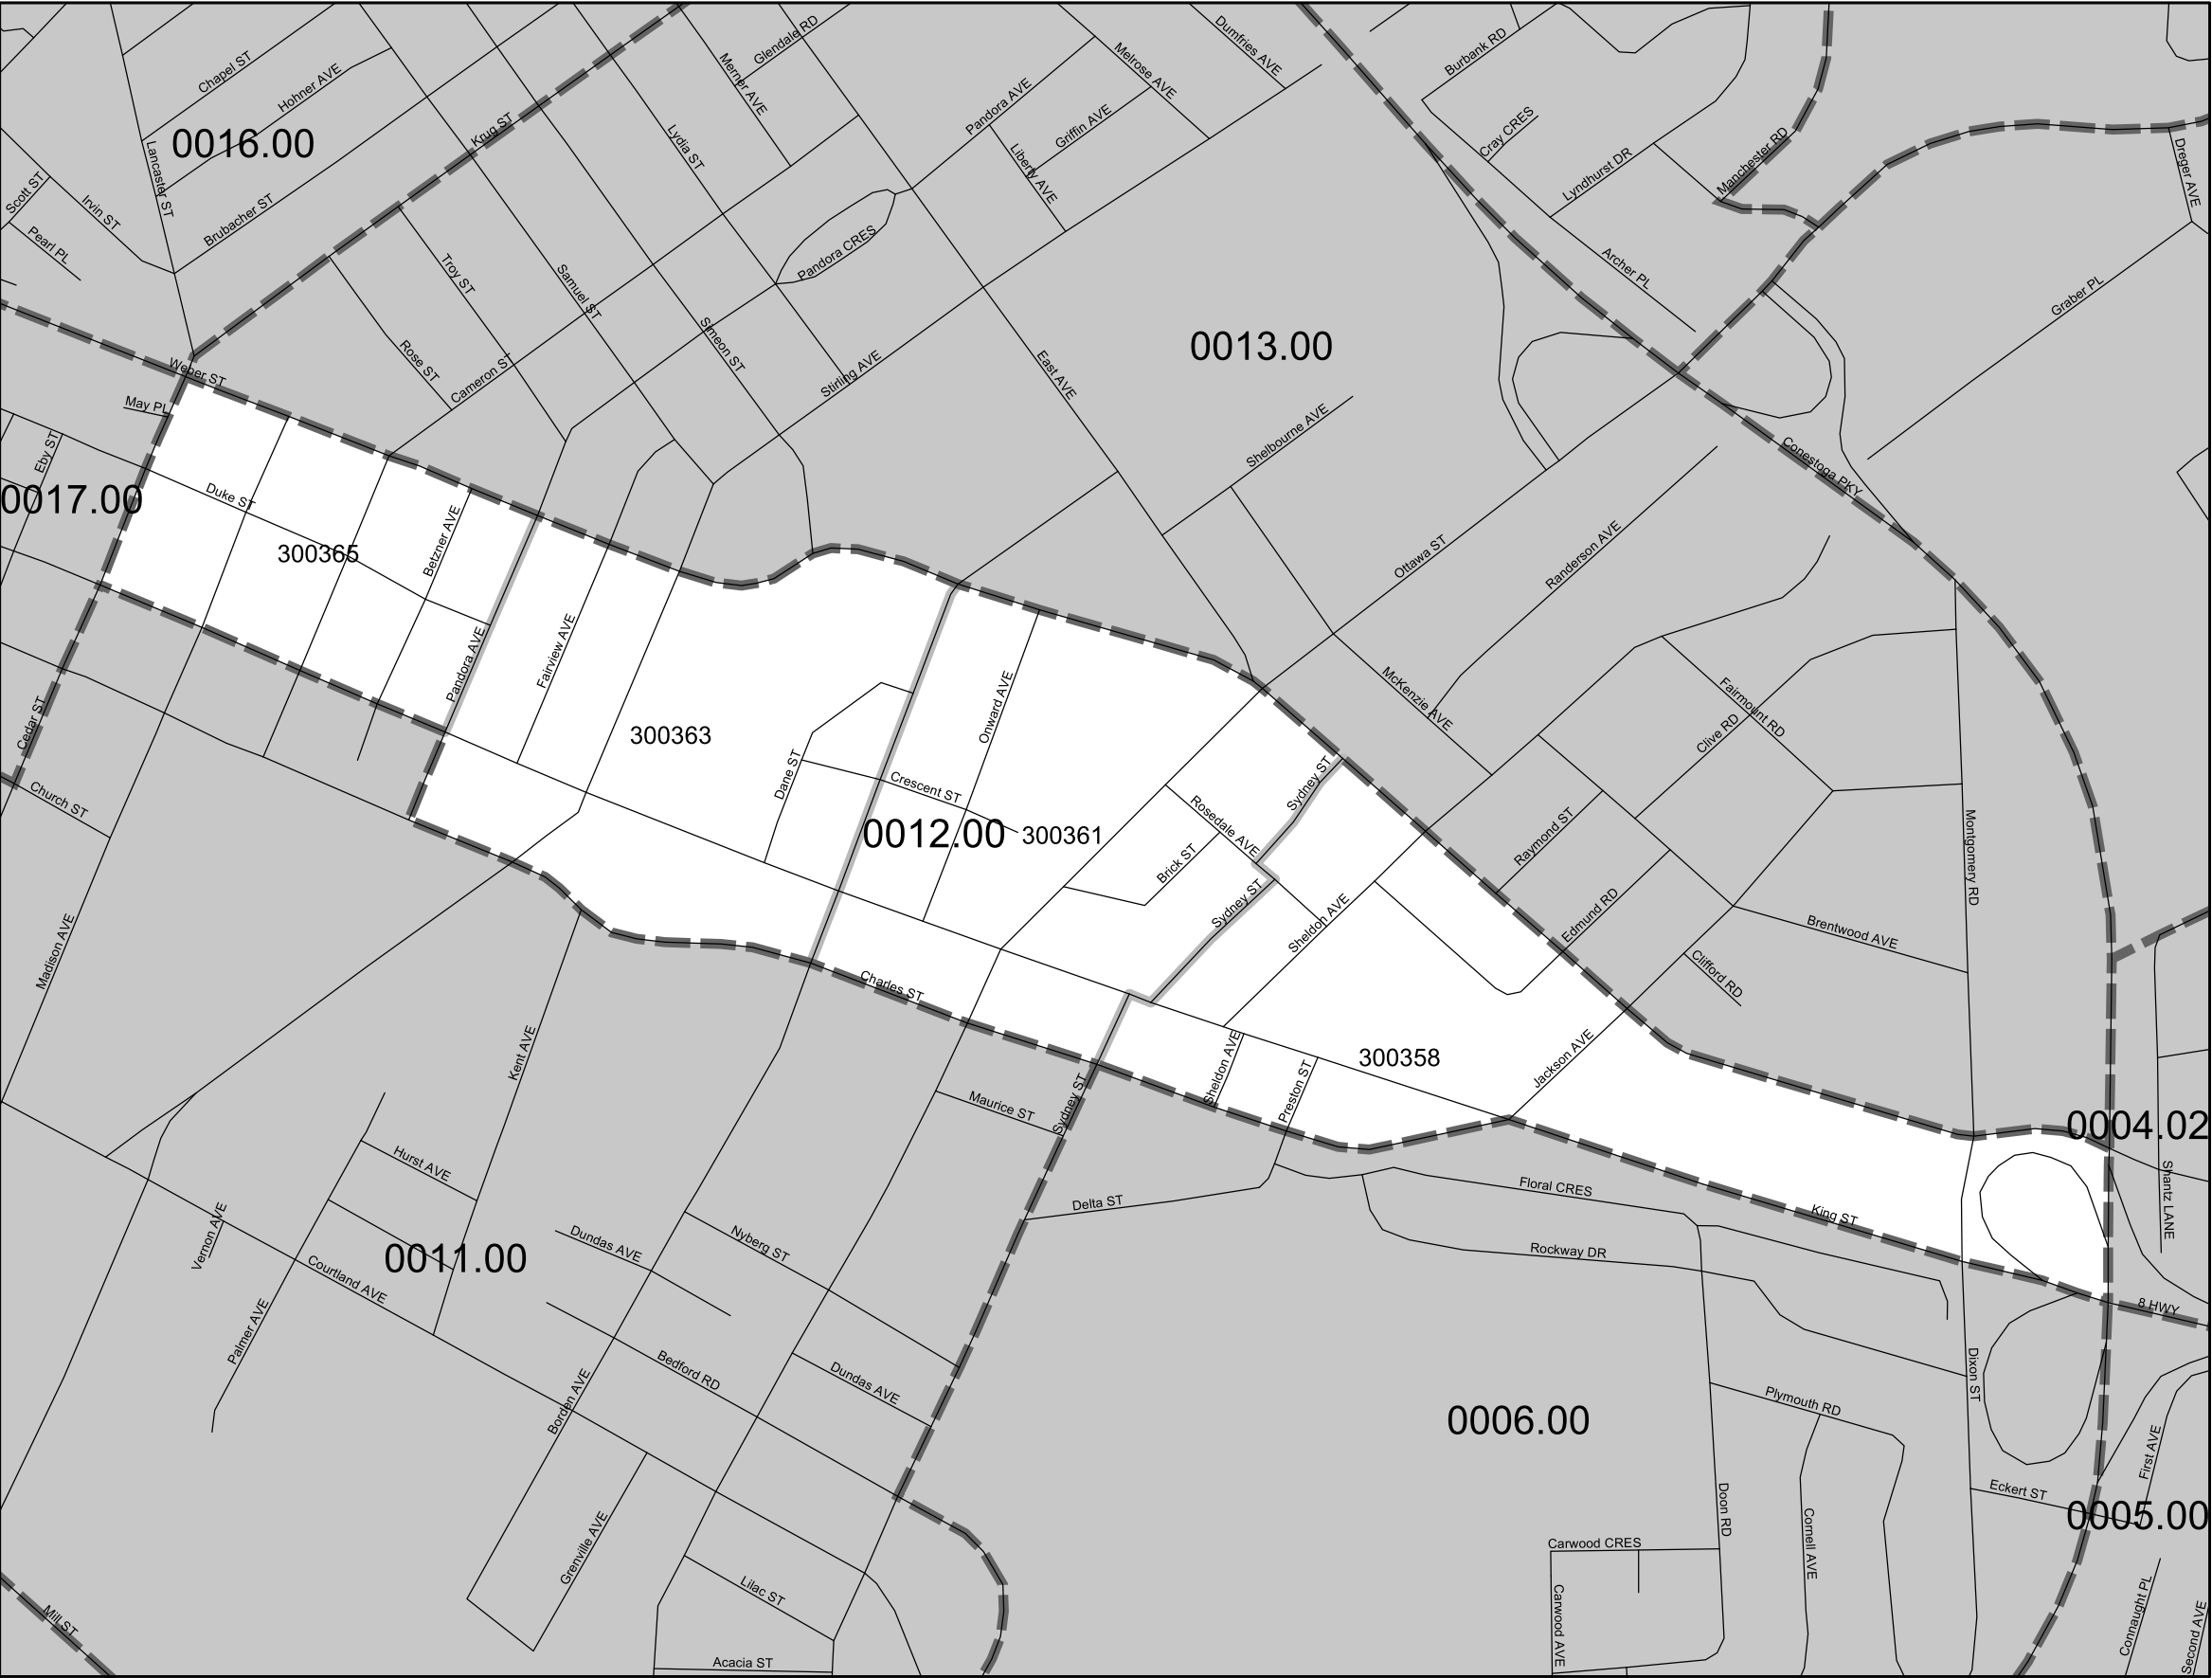 Glendale RD
Dumfries AVE
Burbank RD
Chapel ST
Hohner AVE
Merner AVE
Melrose AVE
Pandora AVE
Griffin AVE
Krug ST
0016.00
Lydia ST
Cray CRES
Manchester RD
Lyndhurst DR
Liberty AVE
Dreger AVE
Lancaster ST
Scott ST
Irvin ST
Brubacher ST
Pearl PL
Troy ST
Samuel ST
Pandora CRES
Archer PL
Graber PL
Rose ST
Simeon ST
0013.00
Weber ST
Cameron ST
Stirling AVE
East AVE
May PL
Eby ST
Shelbourne AVE
Conestoga PKY
0017.00
Duke ST
300365
Betzner AVE
Ottawa ST
Randerson AVE
Pandora AVE
Fairview AVE
McKenzie AVE
Fairmount RD
Clive RD
Cedar ST
300363
Onward AVE
Dane ST
Crescent ST
Sydney ST
Rosedale AVE
Church ST
0012.00
300361
Brick ST
Raymond ST
Montgomery RD
Sydney ST
Sheldon AVE
Edmund RD
Brentwood AVE
Madison AVE
Charles ST
Clifford RD
Kent AVE
Sheldon AVE
300358
Jackson AVE
Preston ST
Maurice ST
Sydney ST
0004.02
Hurst AVE
Shantz LANE
Delta ST
Floral CRES
King ST
Vernon AVE
0011.00
Dundas AVE
Nyberg ST
Rockway DR
Courtland AVE
8 HWY
Palmer AVE
Bedford RD
Dundas AVE
Dixon ST
Borden AVE
Plymouth RD
0006.00
First AVE
Eckert ST
0005.00
Doon RD
Cornell AVE
Grenville AVE
Carwood CRES
Lilac ST
Carwood AVE
Connaught PL
Mill ST
Acacia ST
Second AVE